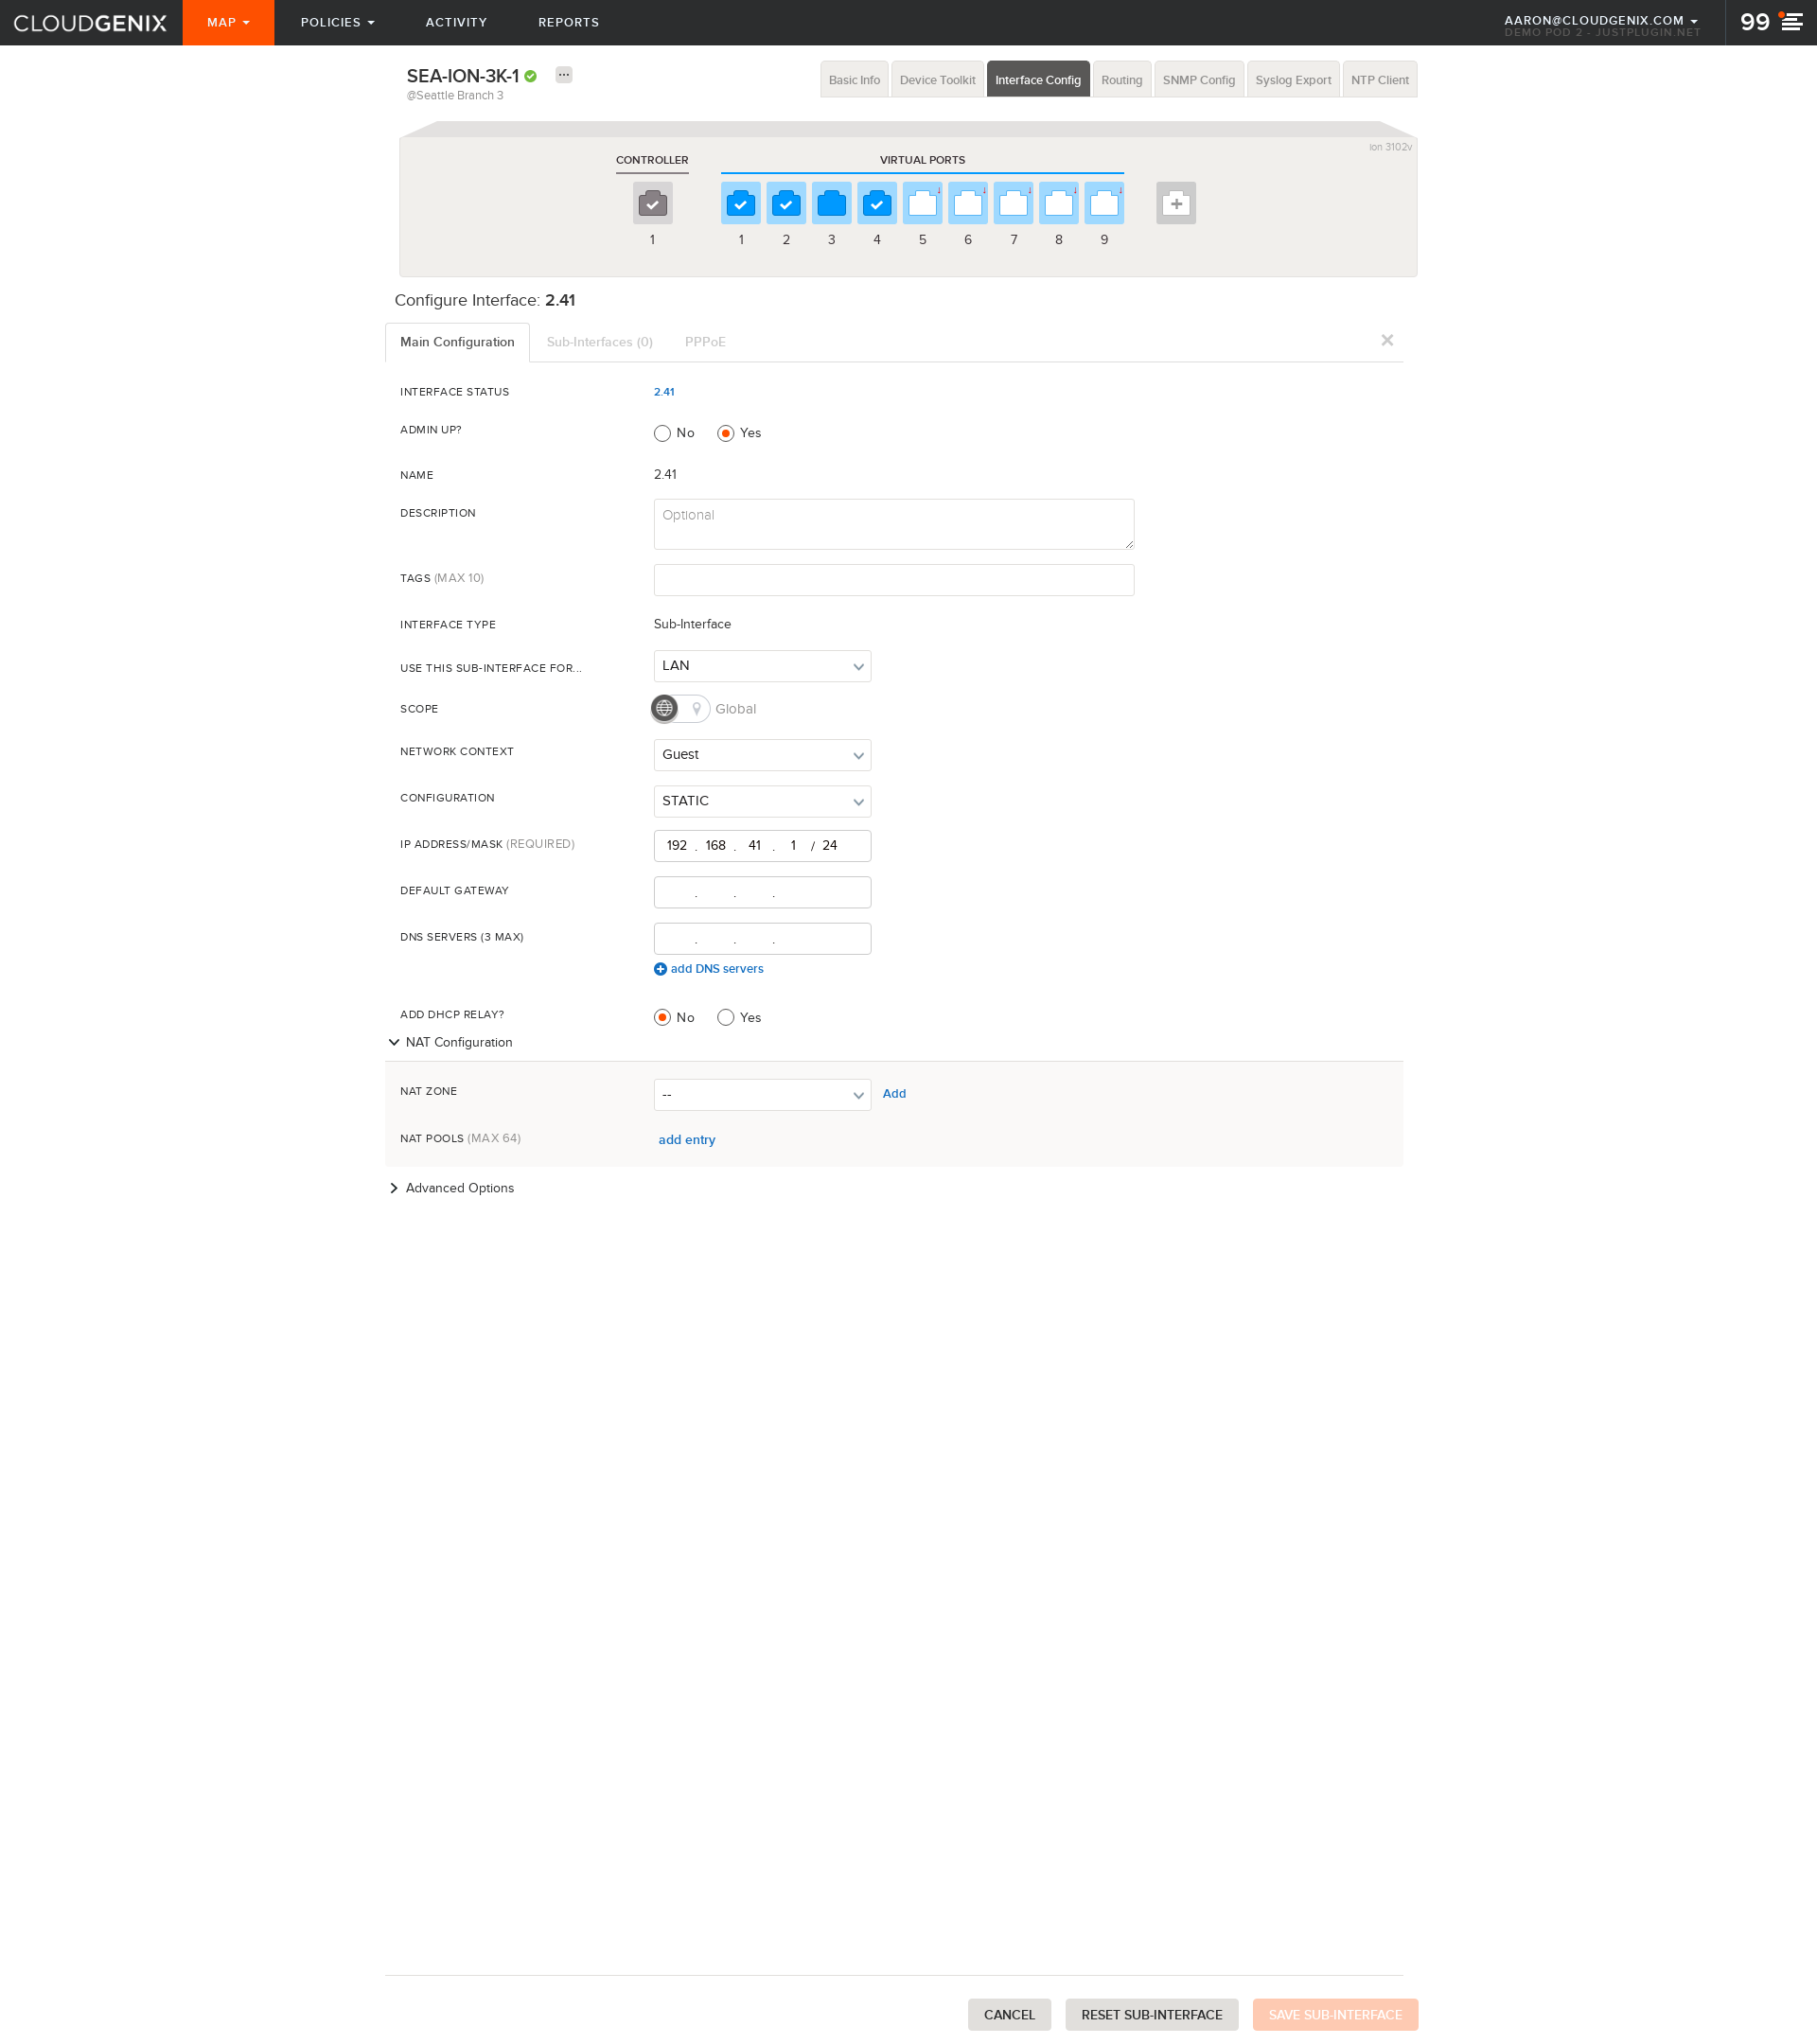 CLOUDGENIX MAP POLICIES ACTIVITY REPORTS AARON@CLOUDGENIX.COM 99
DEMO POD 2 - JUSTPLUGIN.NET
SEA-ION-3K-1 ...
@Seattle Branch 3
Basic Info Device Toolkit Interface Config Routing SNMP Config Syslog Export NTP Client
ion 3102v
CONTROLLER VIRTUAL PORTS
1 1 2 3 4 5 6 7 8 9
Configure Interface: 2.41
Main Configuration Sub-Interfaces (0) PPPoE
INTERFACE STATUS 2.41
ADMIN UP? No Yes
NAME 2.41
DESCRIPTION Optional
TAGS (MAX 10)
INTERFACE TYPE Sub-Interface
USE THIS SUB-INTERFACE FOR... LAN
SCOPE Global
NETWORK CONTEXT Guest
CONFIGURATION STATIC
IP ADDRESS/MASK (REQUIRED) 192 . 168 . 41 . 1 / 24
DEFAULT GATEWAY . . .
DNS SERVERS (3 MAX) . . .
add DNS servers
ADD DHCP RELAY? No Yes
NAT Configuration
NAT ZONE -- Add
NAT POOLS (MAX 64) add entry
Advanced Options
CANCEL RESET SUB-INTERFACE SAVE SUB-INTERFACE